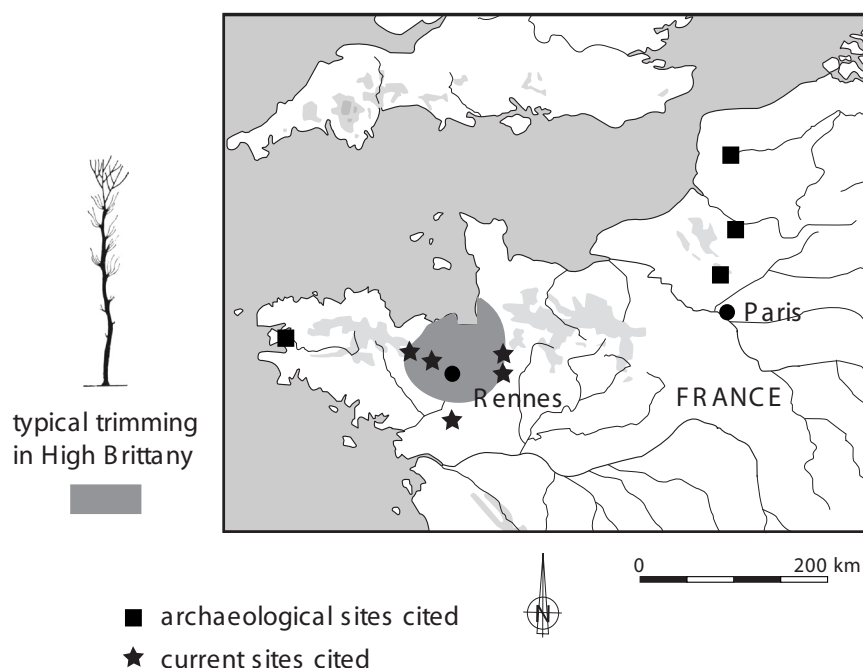 Paris
Rennes
FRANCE
typical trimming
in High Brittany
0 200 km
N
archaeological sites cited
current sites cited